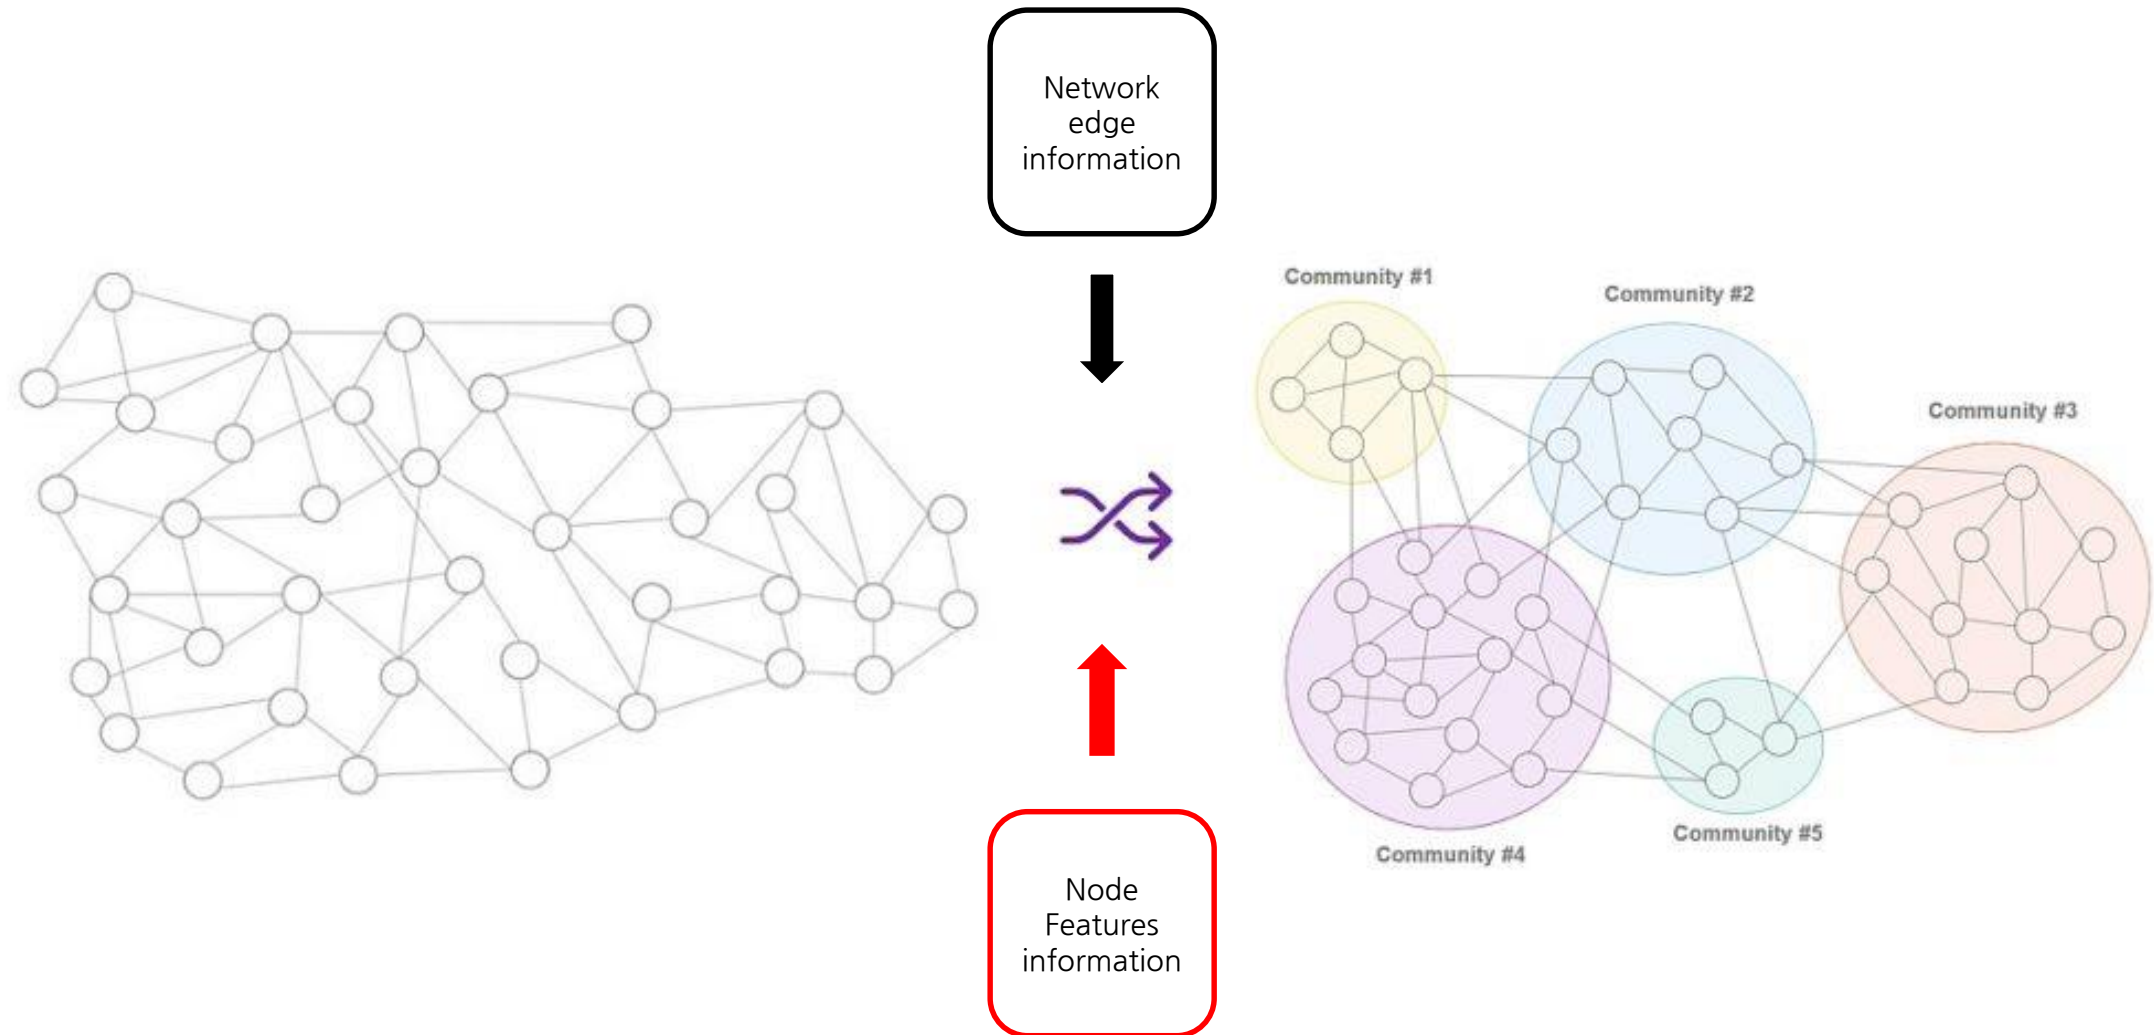 Network
edge
information
Community #1
Community #2
Community #3
Community #4
Community #5
Node
Features
information